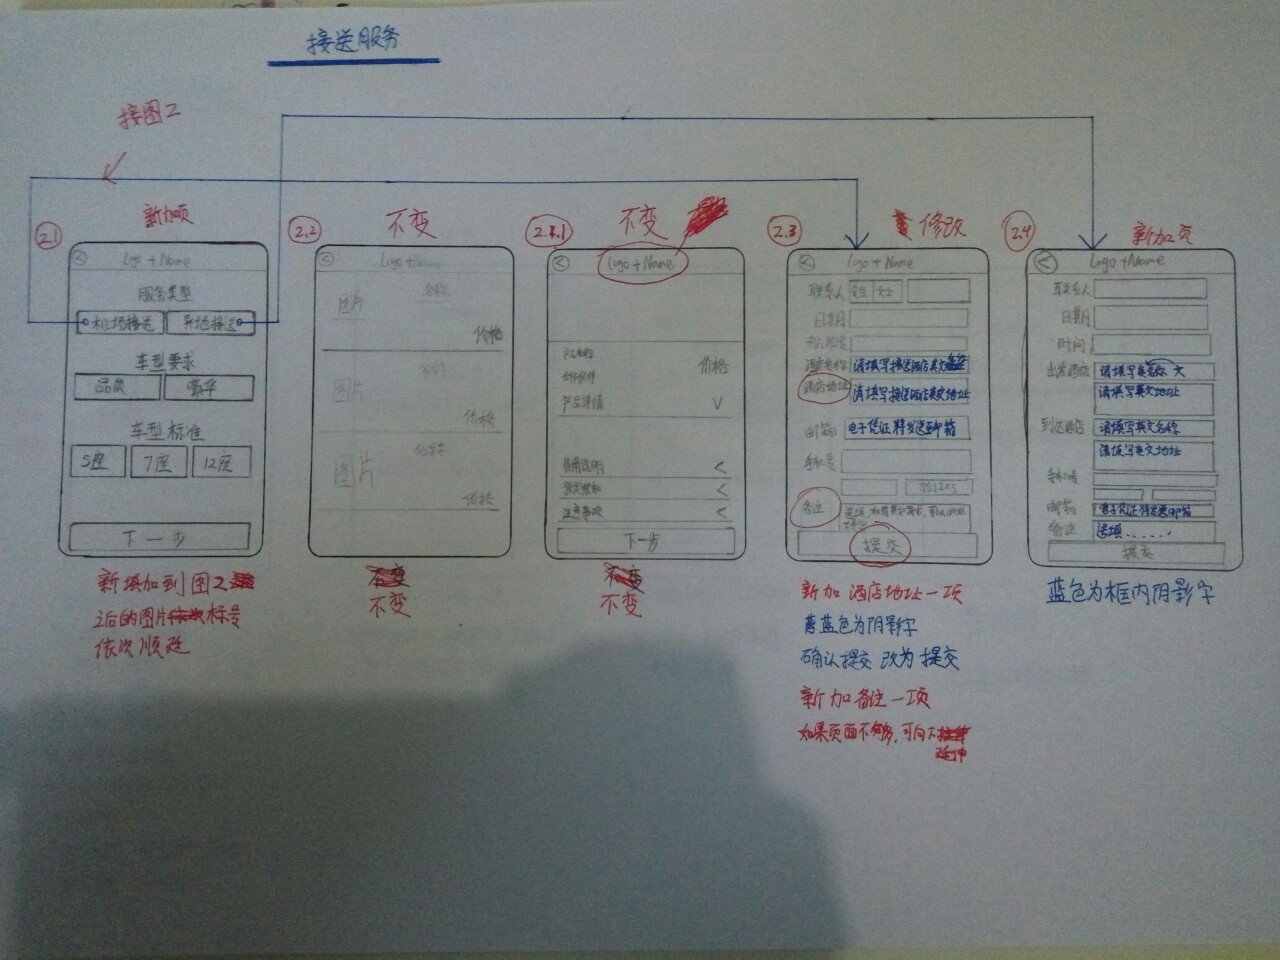 接送服务
接图2
2.1
新加页
Logo + Name
服务类型
机场接送
异地接送
车型要求
品质
豪华
车型标准
5座
7座
12座
下一步
新填加到图2
之后的图片标号
依次顺延
2.2
不变
Logo + Name
图片
名称
价格
图片
名称
价格
图片
名称
价格
不变
2.2.1
不变
Logo + Name
产品名称
价格
产品详情
费用说明
注意事项
下一步
不变
2.3
修改
Logo + Name
联系人
先生
女士
日期
酒店名称
请填写接送酒店英文名称
酒店地址
请填写接送酒店英文地址
邮箱
电子凭证将发送至邮箱
手机号
验证码
备注
提交
新加酒店地址一项
蓝色为阴影字
确认提交 改为 提交
新加备注一项
如果页面不够,可向下
延伸
2.4
新加页
Logo + Name
联系人
日期
时间
出发酒店
请填写英文名称
请填写英文地址
到达酒店
请填写英文名称
请填写英文地址
手机号
邮箱
电子凭证将发送邮箱
备注
选填......
提交
蓝色为框内阴影字